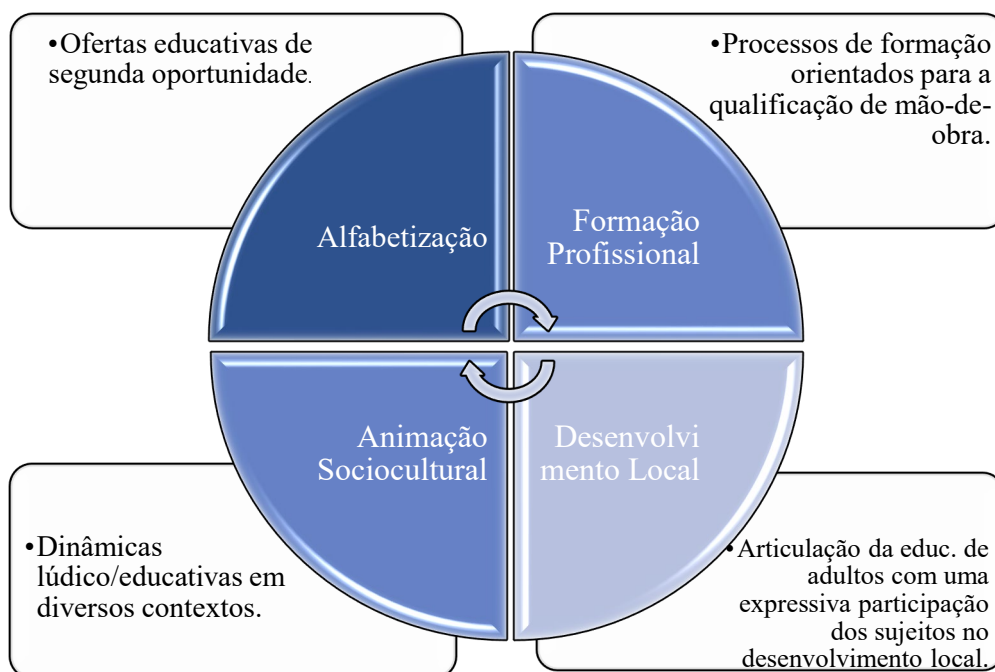 •Ofertas educativas de
segunda oportunidade.
•Processos de formação
orientados para a
qualificação de mão-de-
obra.
Alfabetização
Formação
Profissional
Animação
Sociocultural
Desenvolvi
mento Local
•Dinâmicas
lúdico/educativas em
diversos contextos.
•Articulação da educ. de
adultos com uma
expressiva participação
dos sujeitos no
desenvolvimento local.